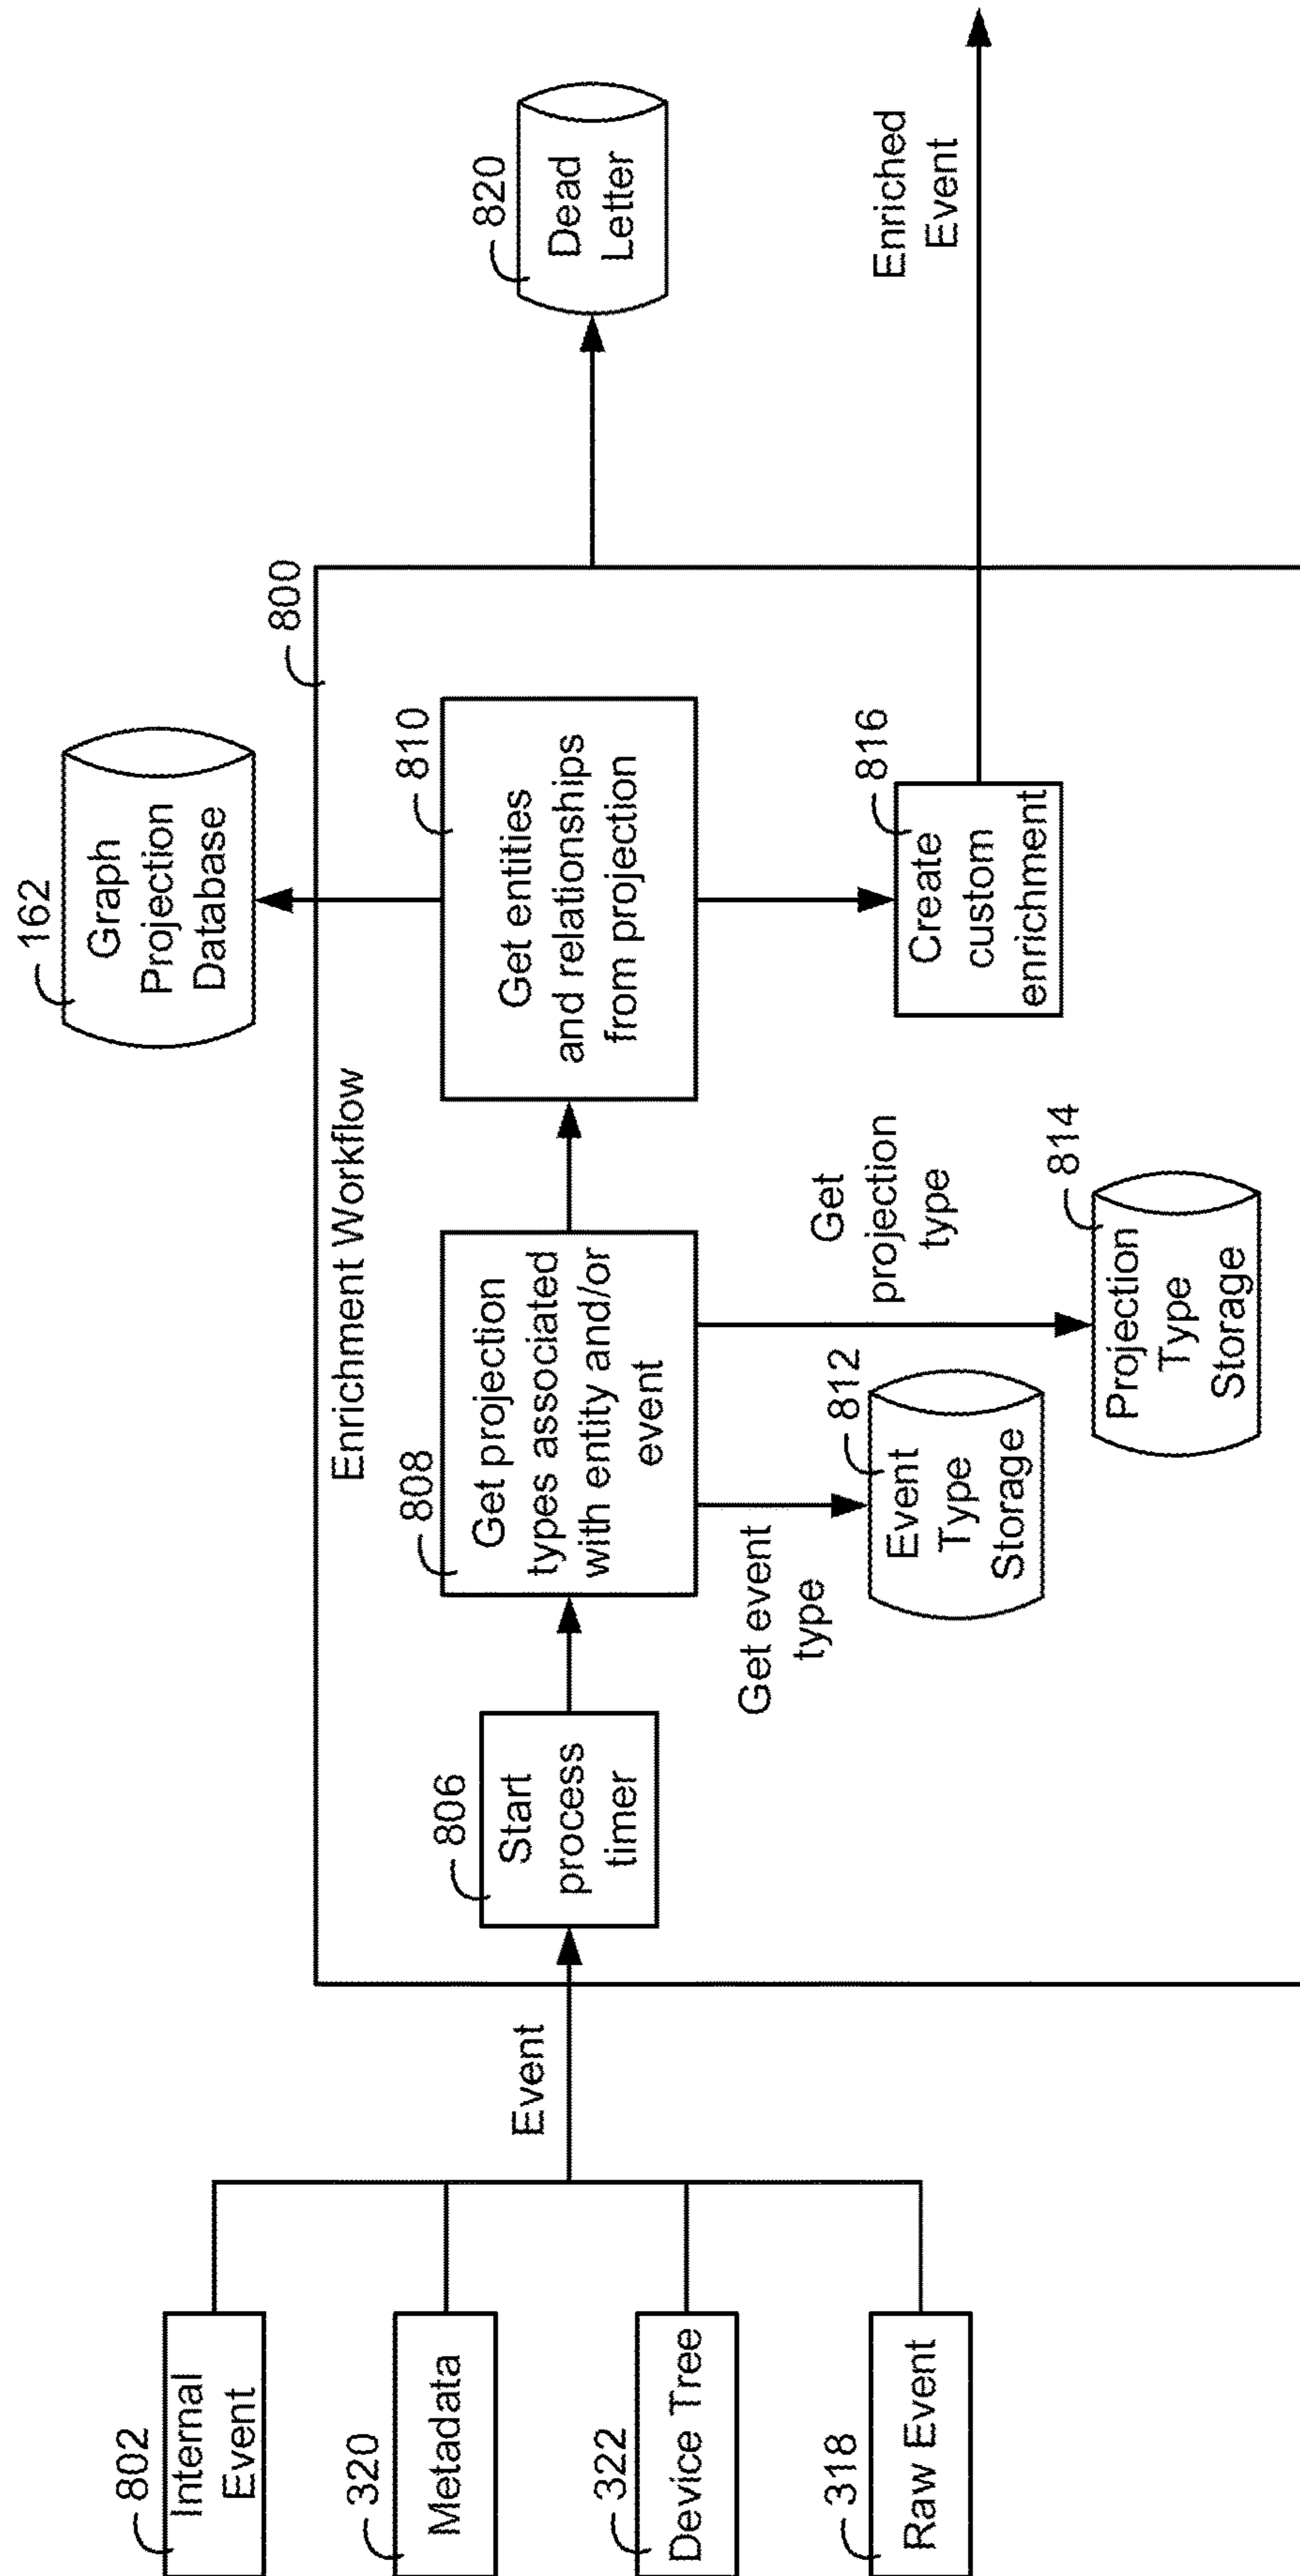 802
Internal
Event
320
Metadata
322
Device Tree
318
Raw Event
Event
800
Enrichment Workflow
806
Start
process
timer
808
Get projection
types associated
with entity and/or
event
Get event
type
812
Event
Type
Storage
Get
projection
type
814
Projection
Type
Storage
162
Graph
Projection
Database
810
Get entities
and relationships
from projection
816
Create
custom
enrichment
820
Dead
Letter
Enriched
Event